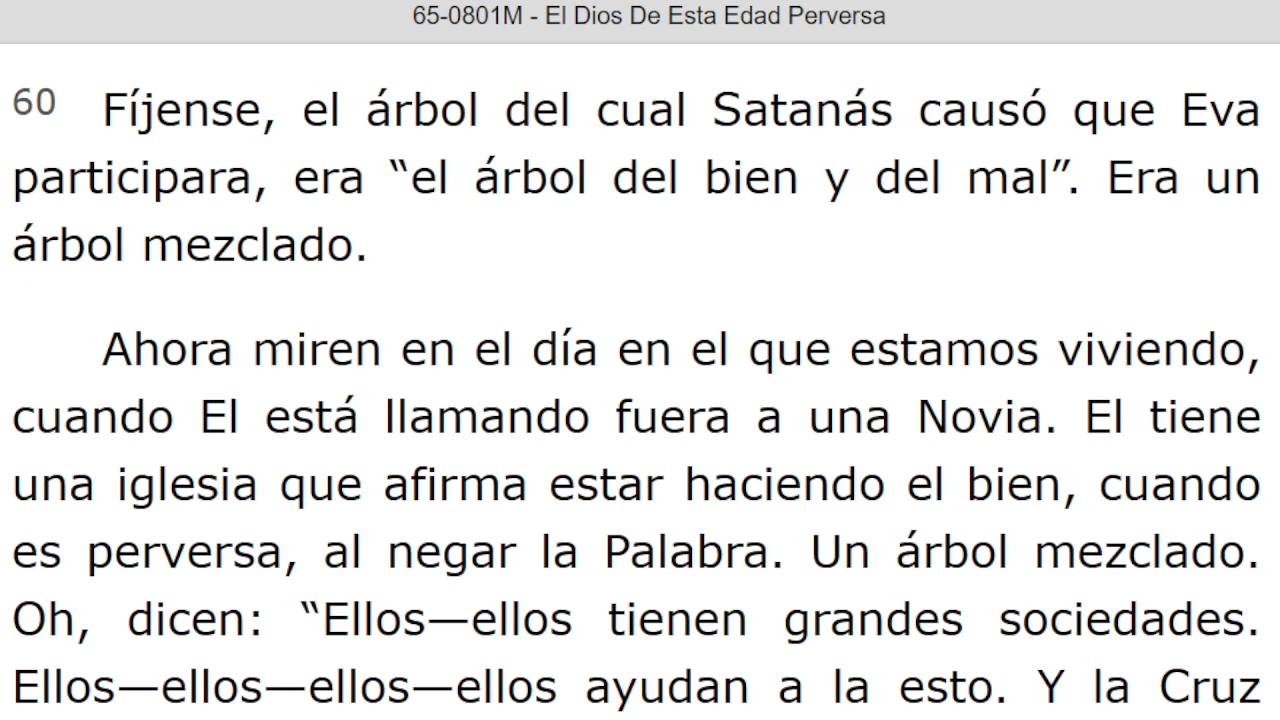 65-0801M - El Dios De Esta Edad Perversa
60 Fíjense, el árbol del cual Satanás causó que Eva
participara, era “el árbol del bien y del mal”. Era un
árbol mezclado.
Ahora miren en el día en el que estamos viviendo,
cuando El está llamando fuera a una Novia. El tiene
una iglesia que afirma estar haciendo el bien, cuando
es perversa, al negar la Palabra. Un árbol mezclado.
Oh, dicen: “Ellos—ellos tienen grandes sociedades.
Ellos—ellos—ellos—ellos ayudan a la esto. Y la Cruz